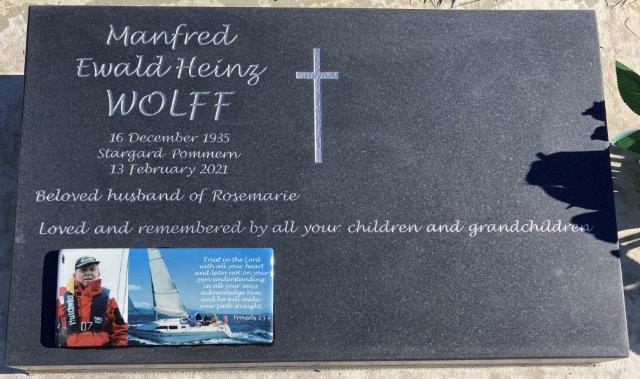 Manfred
Ewald Heinz
WOLFF
16 December 1935
Stargard Pommern
13 February 2021
Beloved husband of Rosemarie
Loved and remembered by all your children and grandchildren
Trust in the Lord
with all your heart
and lean not on your
own understanding;
in all your ways
acknowledge him,
and he will make
your path straight.
Proverbs 3:5-6
07